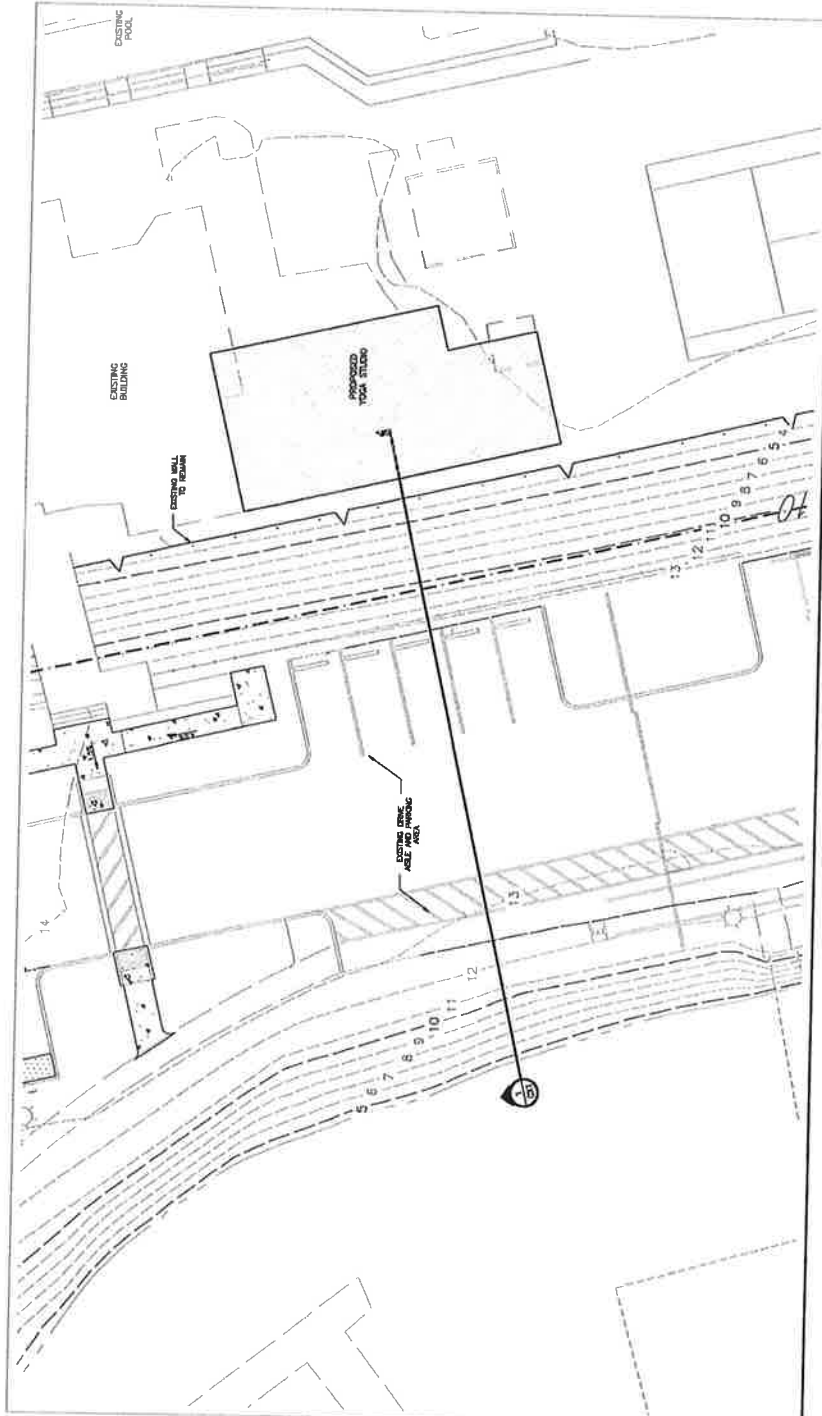 EXISTING
POOL
EXISTING
BUILDING
PROPOSED
YOGA STUDIO
EXISTING WALL
TO REMAIN
4
5
6
7
8
9
10
11
12
13
EXISTING DRIVE
AISLE AND PARKING
AREA
14
13
12
11
10
9
8
7
6
5
1